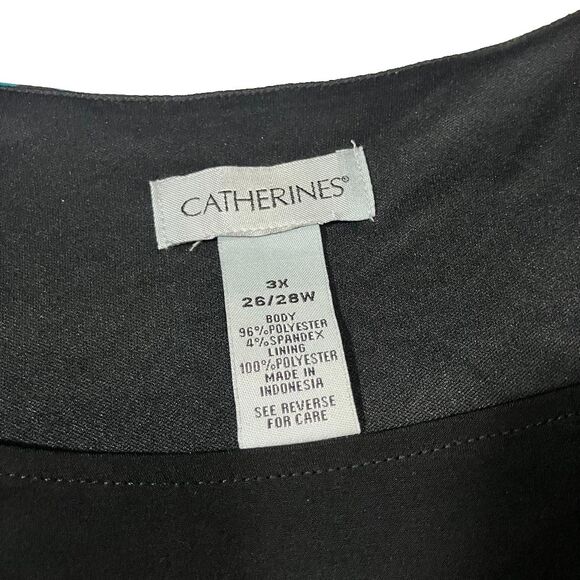 CATHERINES®
3X
26/28W
BODY
96%POLYESTER
4%SPANDEX
LINING
100%POLYESTER
MADE IN
INDONESIA
SEE REVERSE
FOR CARE